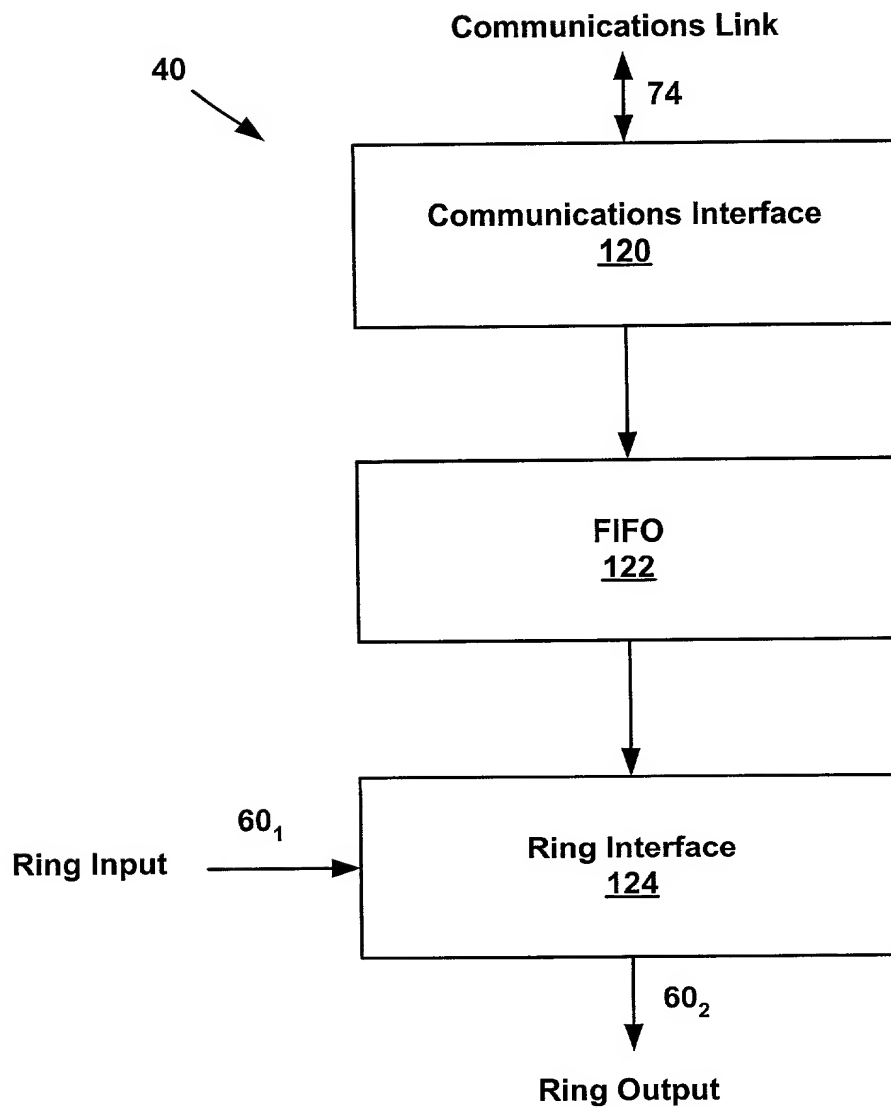 Communications Link
40
74
Communications Interface
120
FIFO
122
60₁
Ring Input
Ring Interface
124
60₂
Ring Output